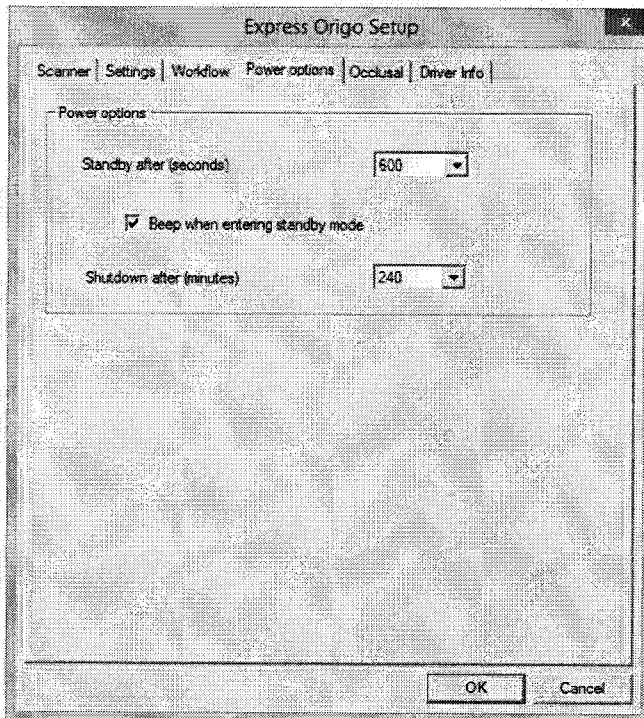 Express Origo Setup
Scanner Settings Workflow Power options Occlusal Driver Info
Power options
Standby after (seconds) 600
Beep when entering standby mode
Shutdown after (minutes) 240
OK Cancel